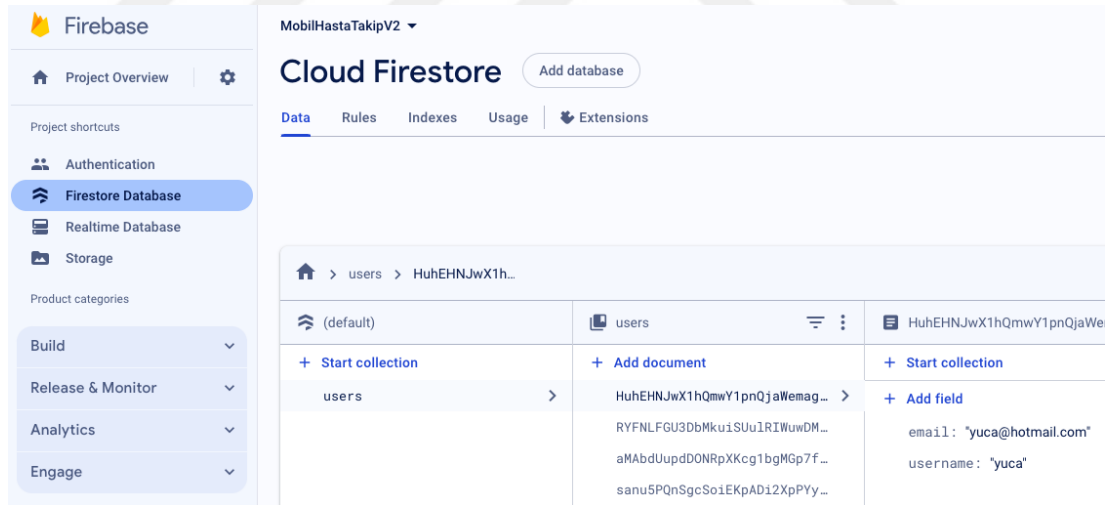 Firebase
Project Overview
Project shortcuts
Authentication
Firestore Database
Realtime Database
Storage
Product categories
Build
Release & Monitor
Analytics
Engage
MobilHastaTakipV2
Cloud Firestore
Add database
Data Rules Indexes Usage Extensions
users HuhEHNJwX1h…
(default)
+ Start collection
users
users
+ Add document
HuhEHNJwX1hQmwY1pnQjaWemag…
RYFNLFGU3DbMkuiSUulRIWuwDM…
aMAbdUupdDONRpXKcg1bgMGp7f…
sanu5PQnSgcSoiEKpADi2XpPYy…
HuhEHNJwX1hQmwY1pnQjaWe
+ Start collection
+ Add field
email: "yuca@hotmail.com"
username: "yuca"